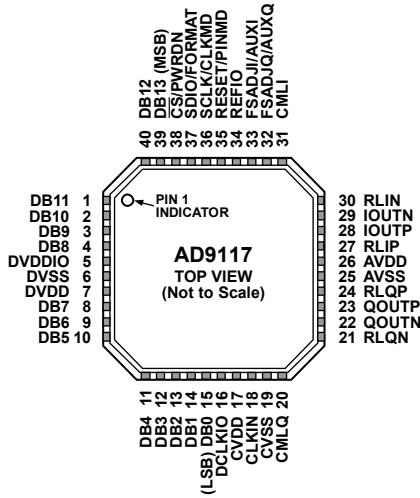 40 DB12
39 DB13 (MSB)
38 CS/PWRDN
37 SDIO/FORMAT
36 SCLK/CLKMD
35 RESET/PINMD
34 REFIO
33 FSADJI/AUXI
32 FSADJQ/AUXQ
31 CMLI
DB11 1
DB10 2
DB9 3
DB8 4
DVDDIO 5
DVSS 6
DVDD 7
DB7 8
DB6 9
DB5 10
PIN 1
INDICATOR
AD9117
TOP VIEW
(Not to Scale)
30 RLIN
29 IOUTN
28 IOUTP
27 RLIP
26 AVDD
25 AVSS
24 RLQP
23 QOUTP
22 QOUTN
21 RLQN
DB4 11
DB3 12
DB2 13
DB1 14
(LSB) DB0 15
DCLKIO 16
CVDD 17
CLKIN 18
CVSS 19
CMLQ 20